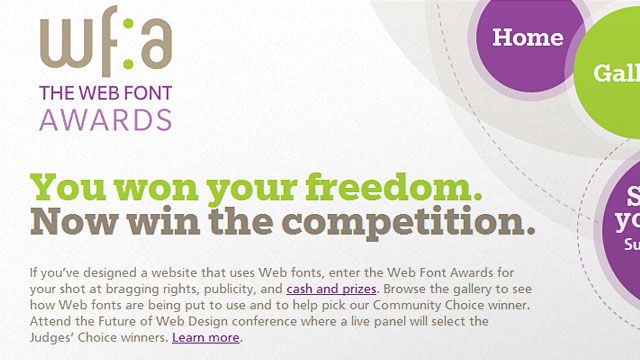 wf:a
THE WEB FONT
AWARDS
Home
You won your freedom.
Now win the competition.
If you've designed a website that uses Web fonts, enter the Web Font Awards for
your shot at bragging rights, publicity, and cash and prizes. Browse the gallery to see
how Web fonts are being put to use and to help pick our Community Choice winner.
Attend the Future of Web Design conference where a live panel will select the
Judges' Choice winners. Learn more.